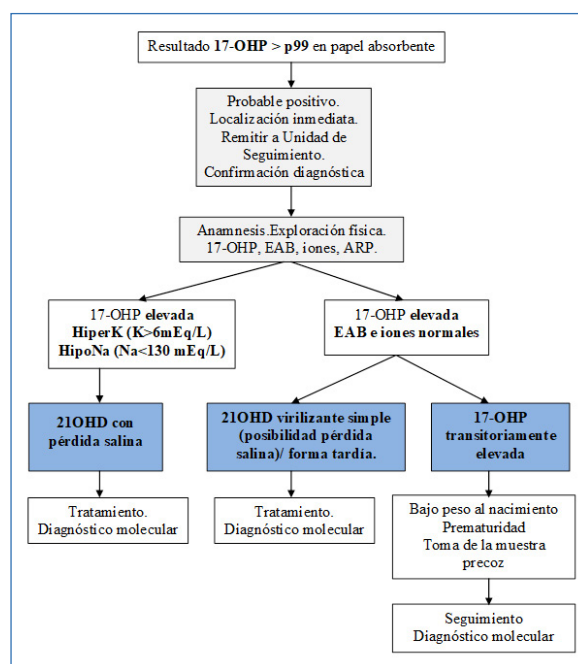 Resultado 17-OHP > p99 en papel absorbente
Probable positivo.
Localización inmediata.
Remitir a Unidad de
Seguimiento.
Confirmación diagnóstica
Anamnesis.Exploración física.
17-OHP, EAB, iones, ARP.
17-OHP elevada
HiperK (K>6mEq/L)
HipoNa (Na<130 mEq/L)
17-OHP elevada
EAB e iones normales
21OHD con
pérdida salina
21OHD virilizante simple
(posibilidad pérdida
salina)/ forma tardía.
17-OHP
transitoriamente
elevada
Tratamiento.
Diagnóstico molecular
Tratamiento.
Diagnóstico molecular
Bajo peso al nacimiento
Prematuridad
Toma de la muestra
precoz
Seguimiento
Diagnóstico molecular